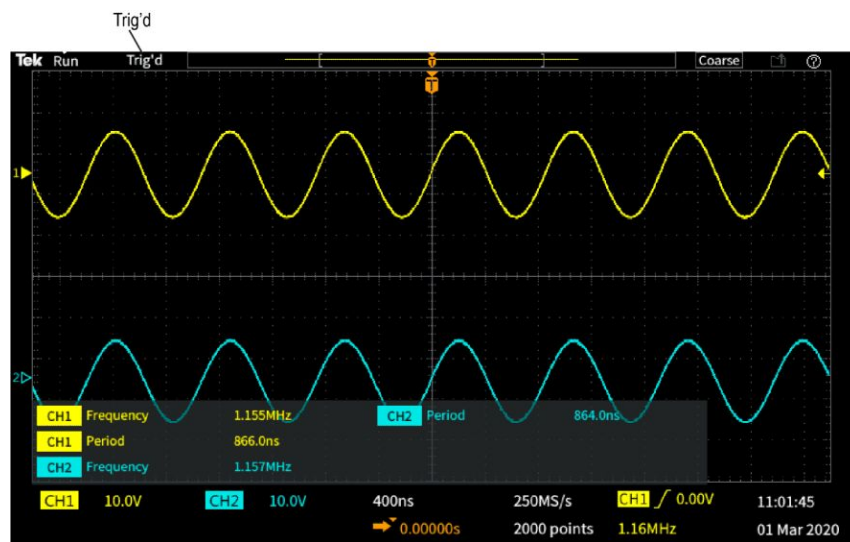 Trig'd
Tek Run Trig'd T Coarse
T
1
2
CH1 Frequency 1.155MHz CH2 Period 864.0ns
CH1 Period 866.0ns
CH2 Frequency 1.157MHz
CH1 10.0V CH2 10.0V 400ns 250MS/s CH1 0.00V 11:01:45
0.00000s 2000 points 1.16MHz 01 Mar 2020